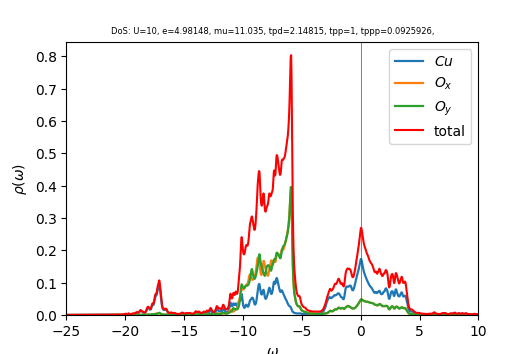 DoS: U=10, e=4.98148, mu=11.035, tpd=2.14815, tpp=1, tppp=0.0925926,
ρ(ω)
0.8
0.7
0.6
0.5
0.4
0.3
0.2
0.1
0.0
Cu
O_x
O_y
total
−25 −20 −15 −10 −5 0 5 10
ω